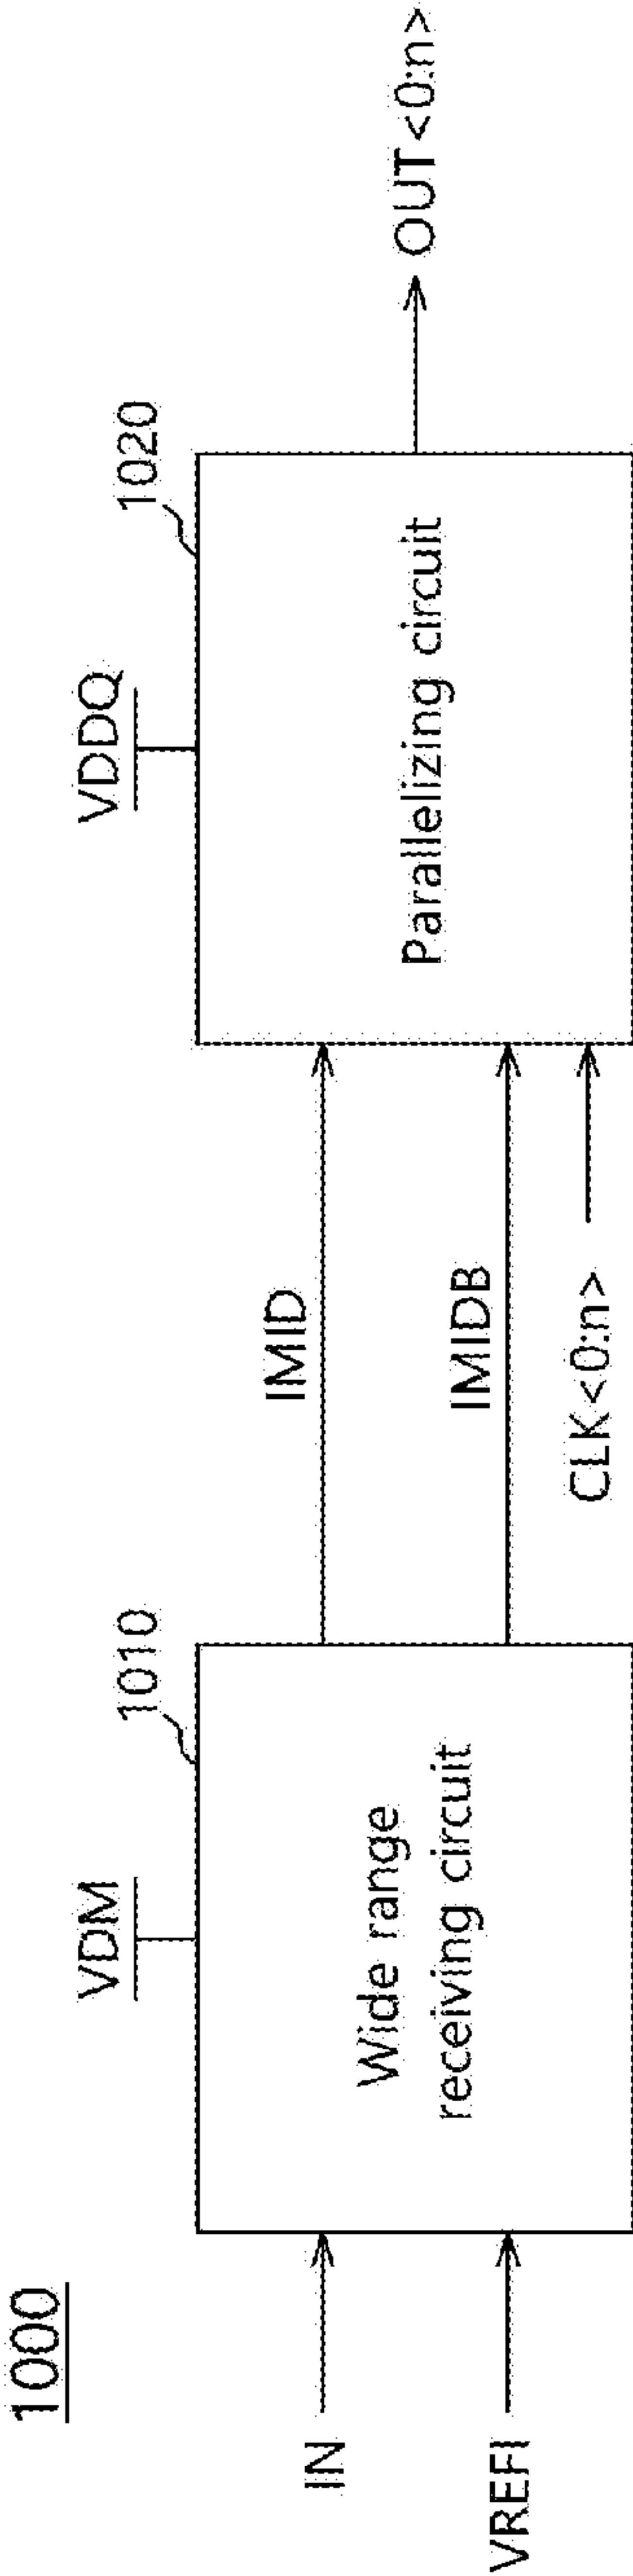 1000
VDM
VDDQ
1010
1020
IN
VREFI
Wide range
receiving circuit
IMID
IMIDB
CLK<0:n>
Parallelizing circuit
OUT<0:n>